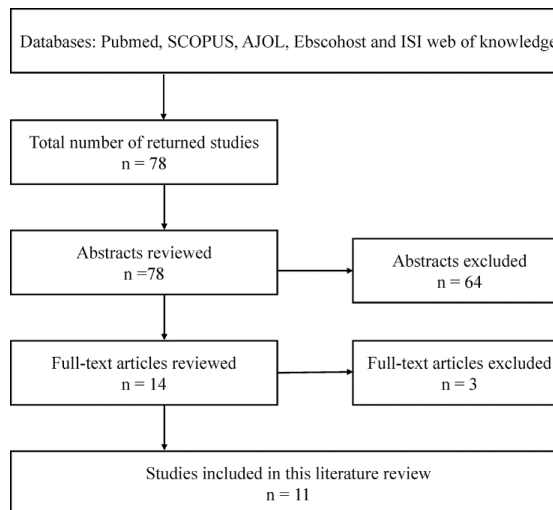 Databases: Pubmed, SCOPUS, AJOL, Ebscohost and ISI web of knowledge
Total number of returned studies
n = 78
Abstracts reviewed
n =78
Abstracts excluded
n = 64
Full-text articles reviewed
n = 14
Full-text articles excluded
n = 3
Studies included in this literature review
n = 11